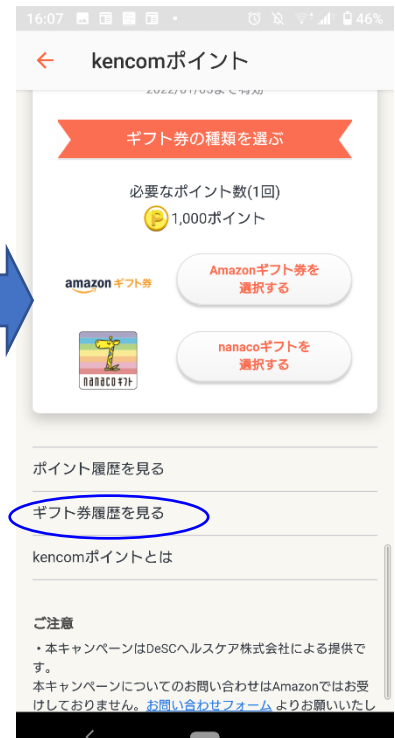 16:07
46%
kencomポイント
2022/01/05まで有効
ギフト券の種類を選ぶ
必要なポイント数(1回)
P 1,000ポイント
amazon ギフト券
Amazonギフト券を
選択する
nanacoギフト
nanacoギフトを
選択する
ポイント履歴を見る
ギフト券履歴を見る
kencomポイントとは
ご注意
・本キャンペーンはDeSCヘルスケア株式会社による提供で
す。
本キャンペーンについてのお問い合わせはAmazonではお受
けしておりません。お問い合わせフォーム よりお願いいたし